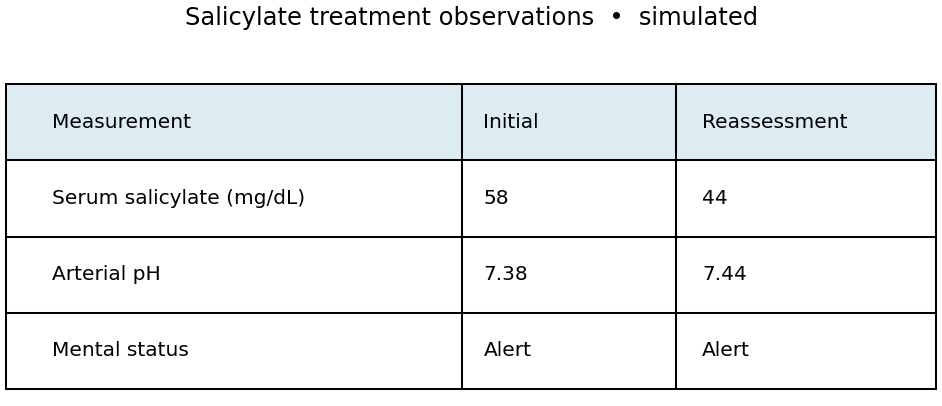 Salicylate treatment observations • simulated
Measurement Initial Reassessment
Serum salicylate (mg/dL) 58 44
Arterial pH 7.38 7.44
Mental status Alert Alert